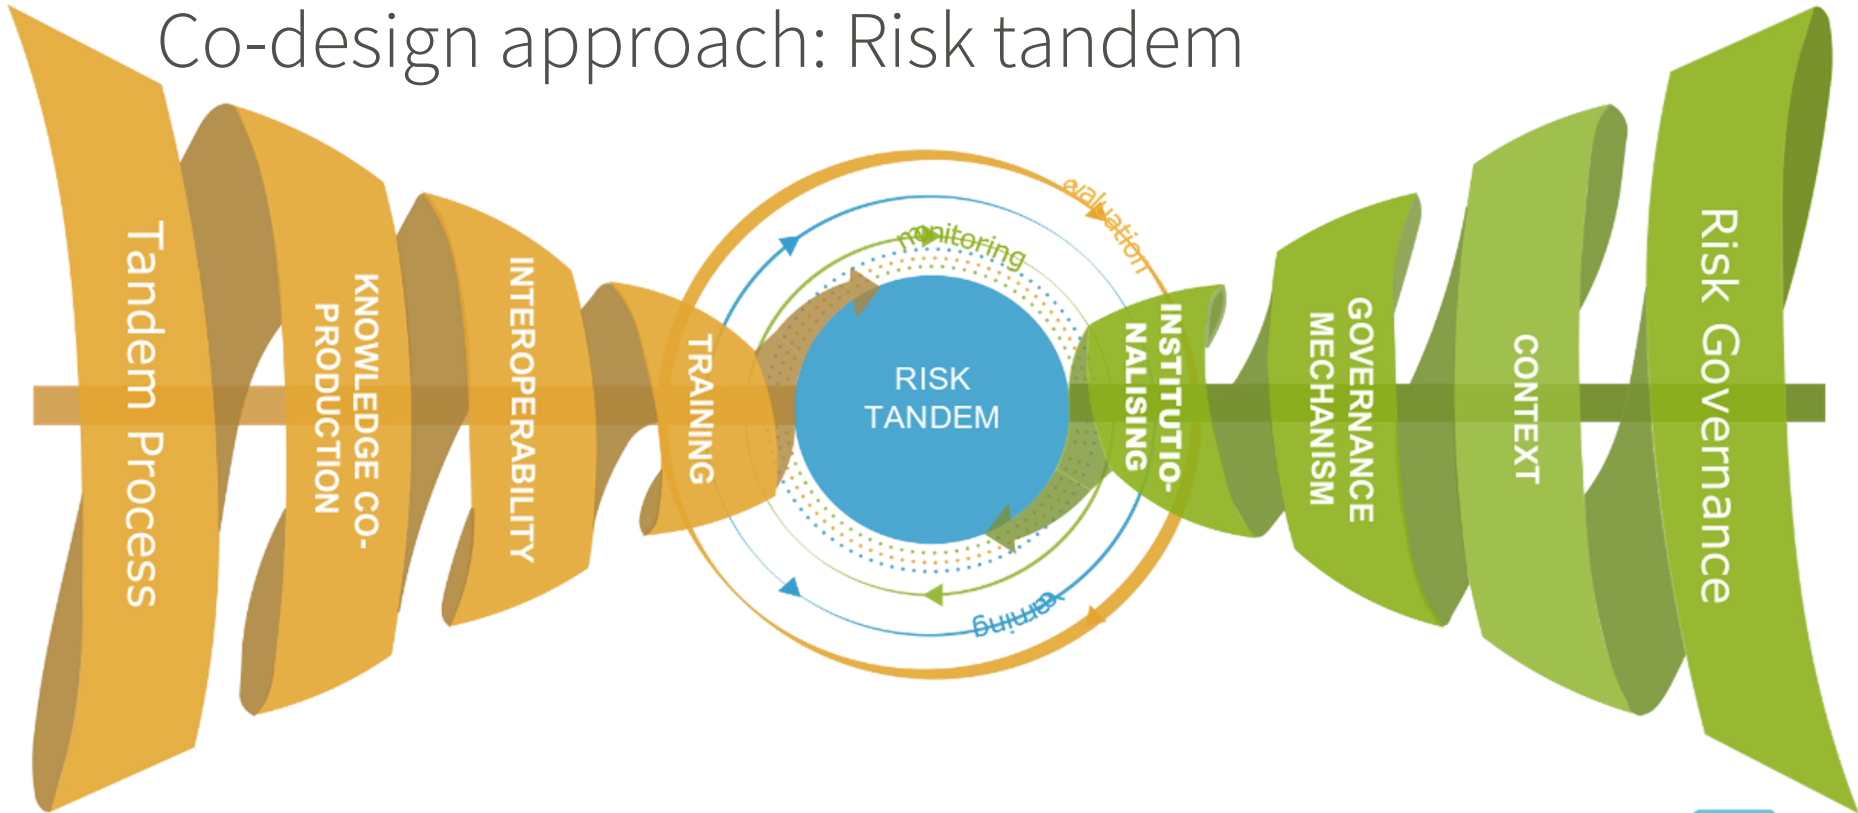 Co-design approach: Risk tandem
Tandem Process
KNOWLEDGE CO-
PRODUCTION
INTEROPERABILITY
TRAINING
evaluation
monitoring
learning
RISK
TANDEM
INSTITUTIO-
NALISING
GOVERNANCE
MECHANISM
CONTEXT
Risk Governance